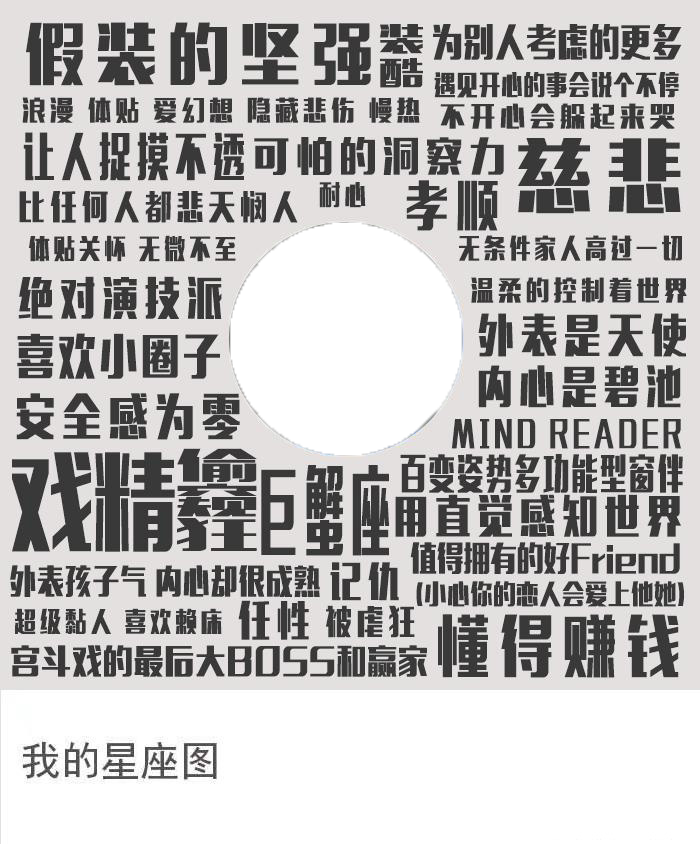 假装的坚强
装酷
为别人考虑的更多
遇见开心的事会说个不停
浪漫 体贴 爱幻想 隐藏悲伤 慢热
不开心会躲起来哭
让人捉摸不透
可怕的洞察力
慈悲
比任何人都悲天悯人
耐心
孝顺
体贴关怀 无微不至
无条件家人高过一切
绝对演技派
温柔的控制着世界
喜欢小圈子
外表是天使
内心是碧池
安全感为零
MIND READER
戏精
巨蟹座
百变姿势多功能型窗伴
用直觉感知世界
值得拥有的好Friend
外表孩子气 内心却很成熟
记仇
(小心你的恋人会爱上他她)
超级黏人 喜欢赖床
任性
被虐狂
懂得赚钱
宫斗戏的最后大BOSS和赢家
我的星座图